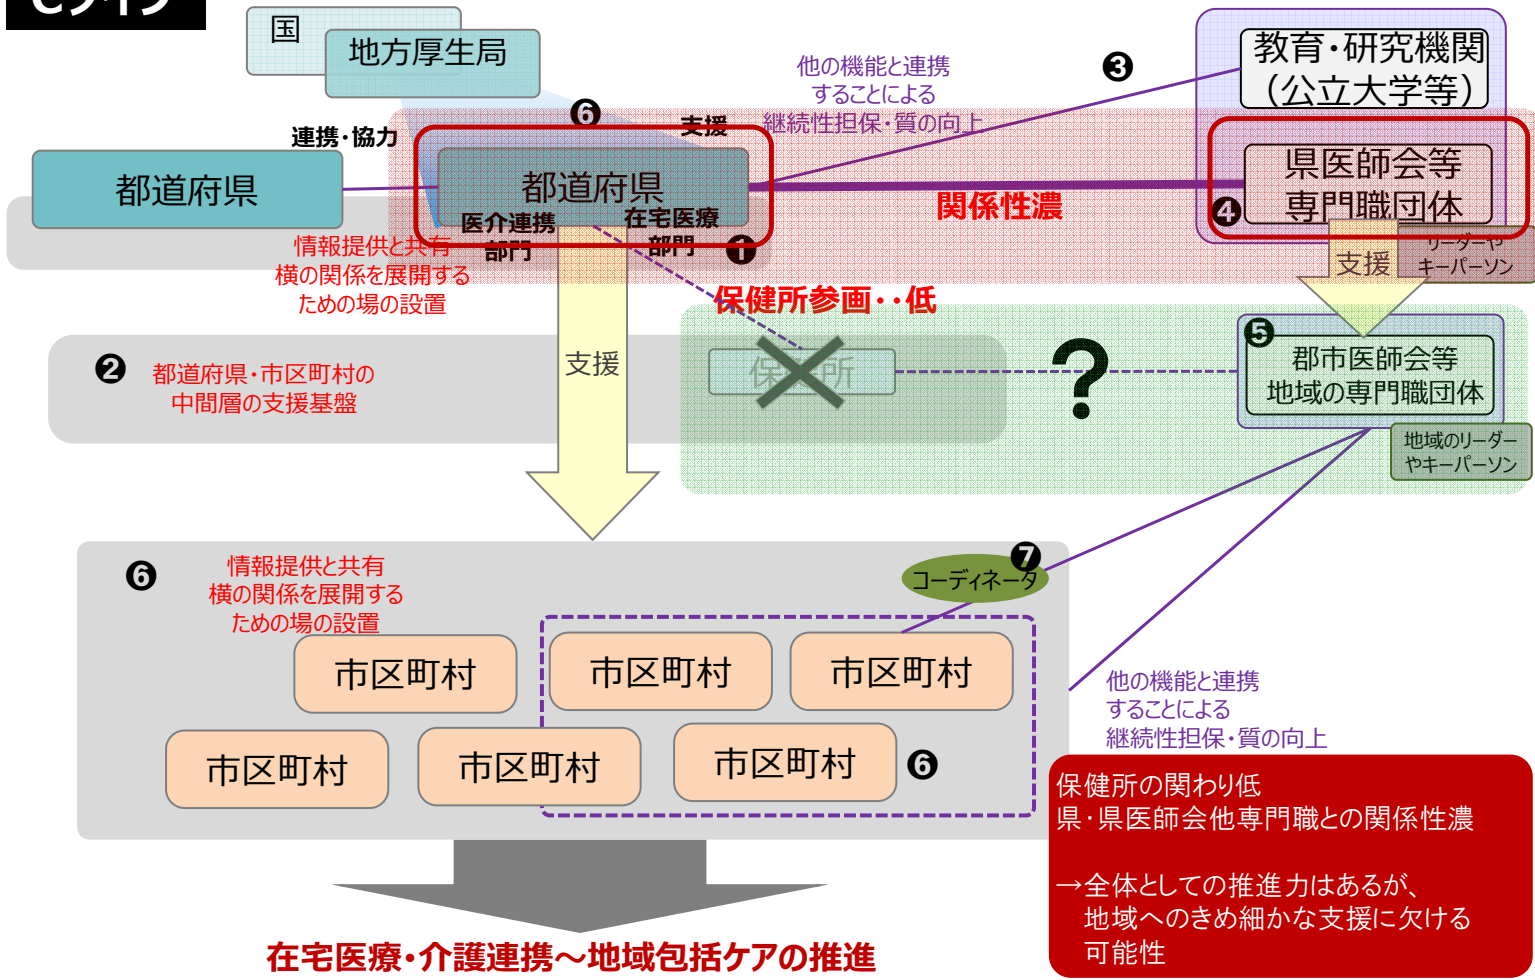 Cタイプ
国
地方厚生局
教育・研究機関
（公立大学等）
他の機能と連携
することによる
継続性担保・質の向上
❸
❻
支援
連携・協力
都道府県
都道府県
医介連携
部門
在宅医療
部門
❶
関係性濃
県医師会等
専門職団体
❹
リーダーや
キーパーソン
支援
情報提供と共有
横の関係を展開する
ための場の設置
保健所参画・・低
❷
都道府県・市区町村の
中間層の支援基盤
支援
保健所
？
❺
郡市医師会等
地域の専門職団体
地域のリーダー
やキーパーソン
❻
情報提供と共有
横の関係を展開する
ための場の設置
❼
コーディネータ
市区町村
市区町村
市区町村
市区町村
市区町村
市区町村
❻
他の機能と連携
することによる
継続性担保・質の向上
保健所の関わり低
県・県医師会他専門職との関係性濃
→全体としての推進力はあるが、
地域へのきめ細かな支援に欠ける
可能性
在宅医療・介護連携～地域包括ケアの推進